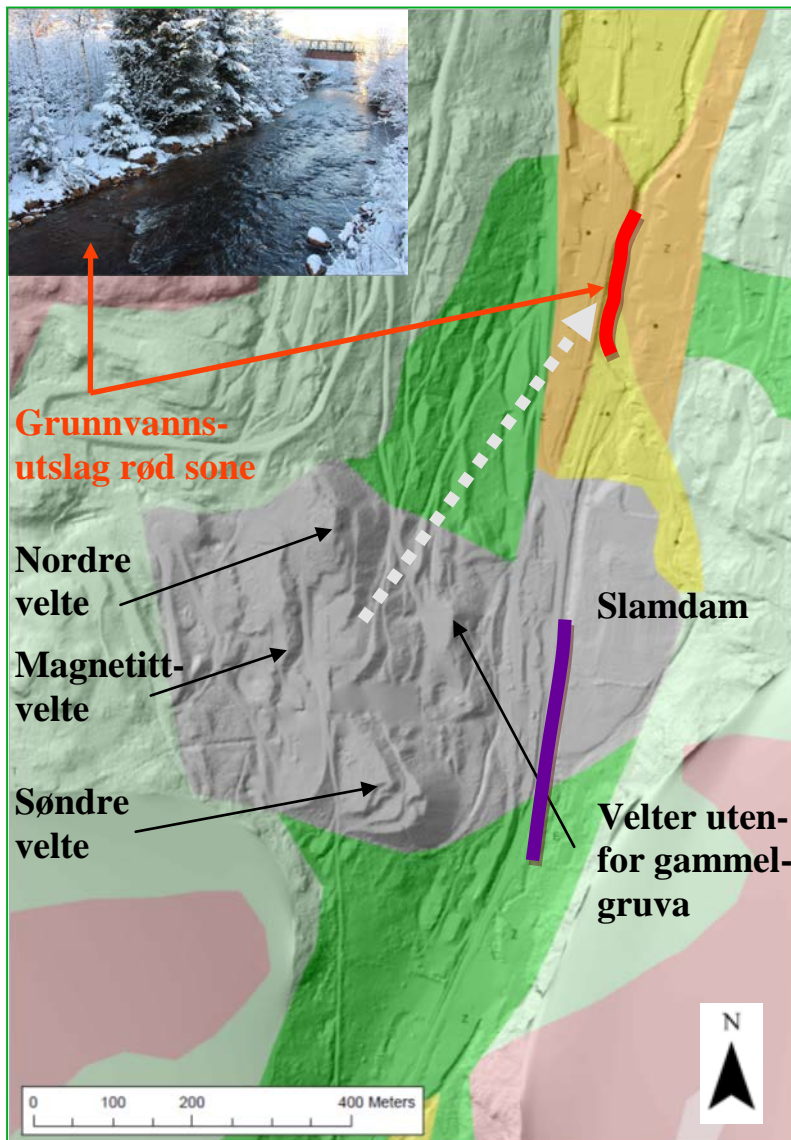 Grunnvanns-
utslag rød sone
Nordre
velte
Slamdam
Magnetitt-
velte
Søndre
velte
Velter uten-
for gammel-
gruva
N
0 100 200 400 Meters
z
z
z
z
z
z